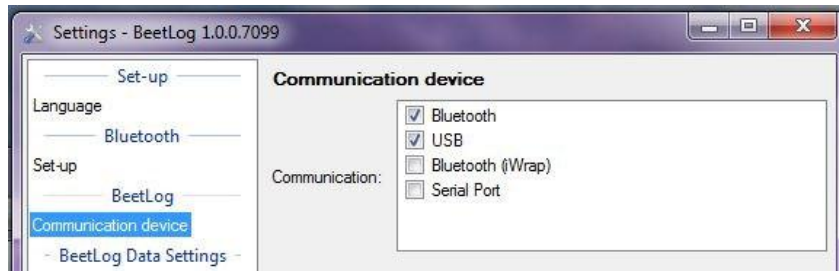 Settings - BeetLog 1.0.0.7099
Set-up
Language
Bluetooth
Set-up
BeetLog
Communication device
BeetLog Data Settings
Communication device
Communication:
Bluetooth
USB
Bluetooth (iWrap)
Serial Port